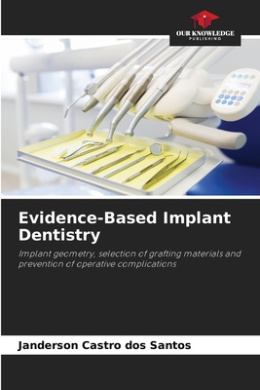 OUR KNOWLEDGE
PUBLISHING
Evidence-Based Implant
Dentistry
Implant geometry, selection of grafting materials and
prevention of operative complications
Janderson Castro dos Santos